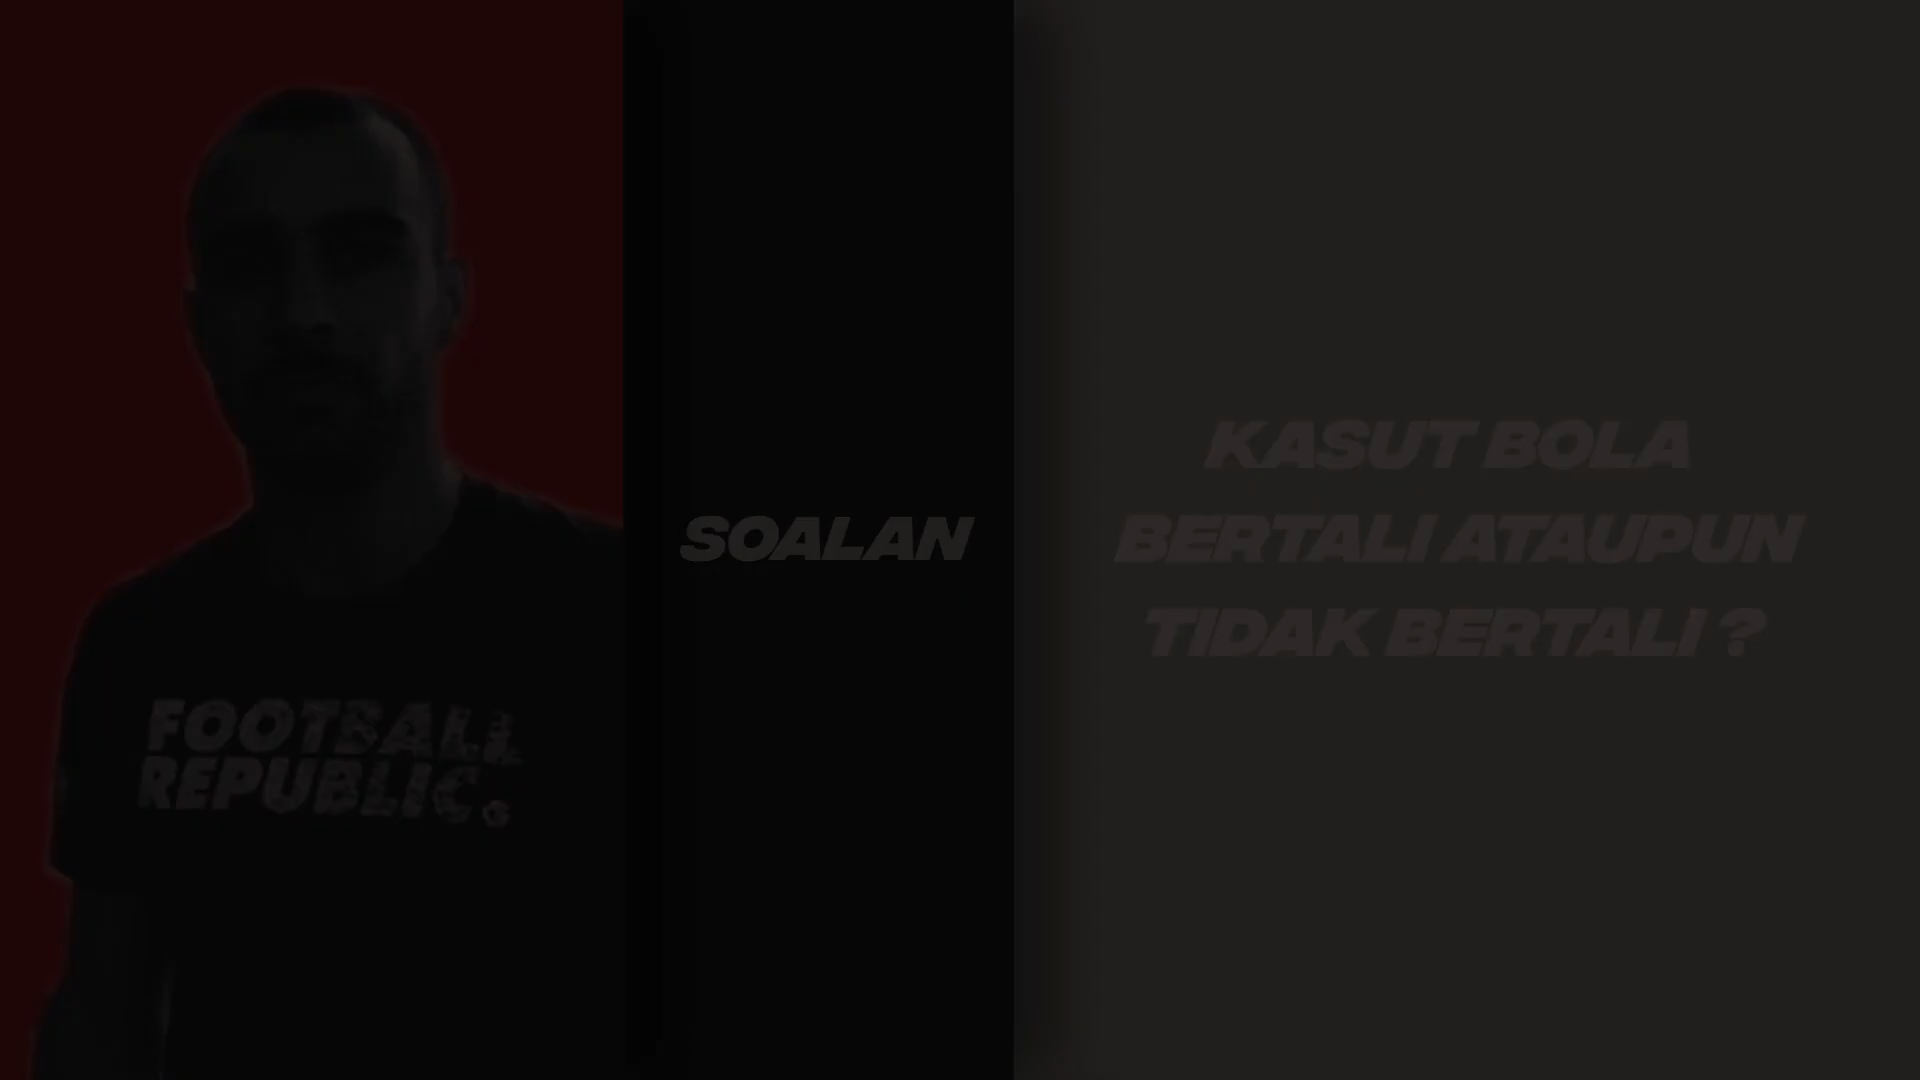 FOOTBALL
REPUBLIC.
SOALAN
KASUT BOLA
BERTALI ATAUPUN
TIDAK BERTALI ?